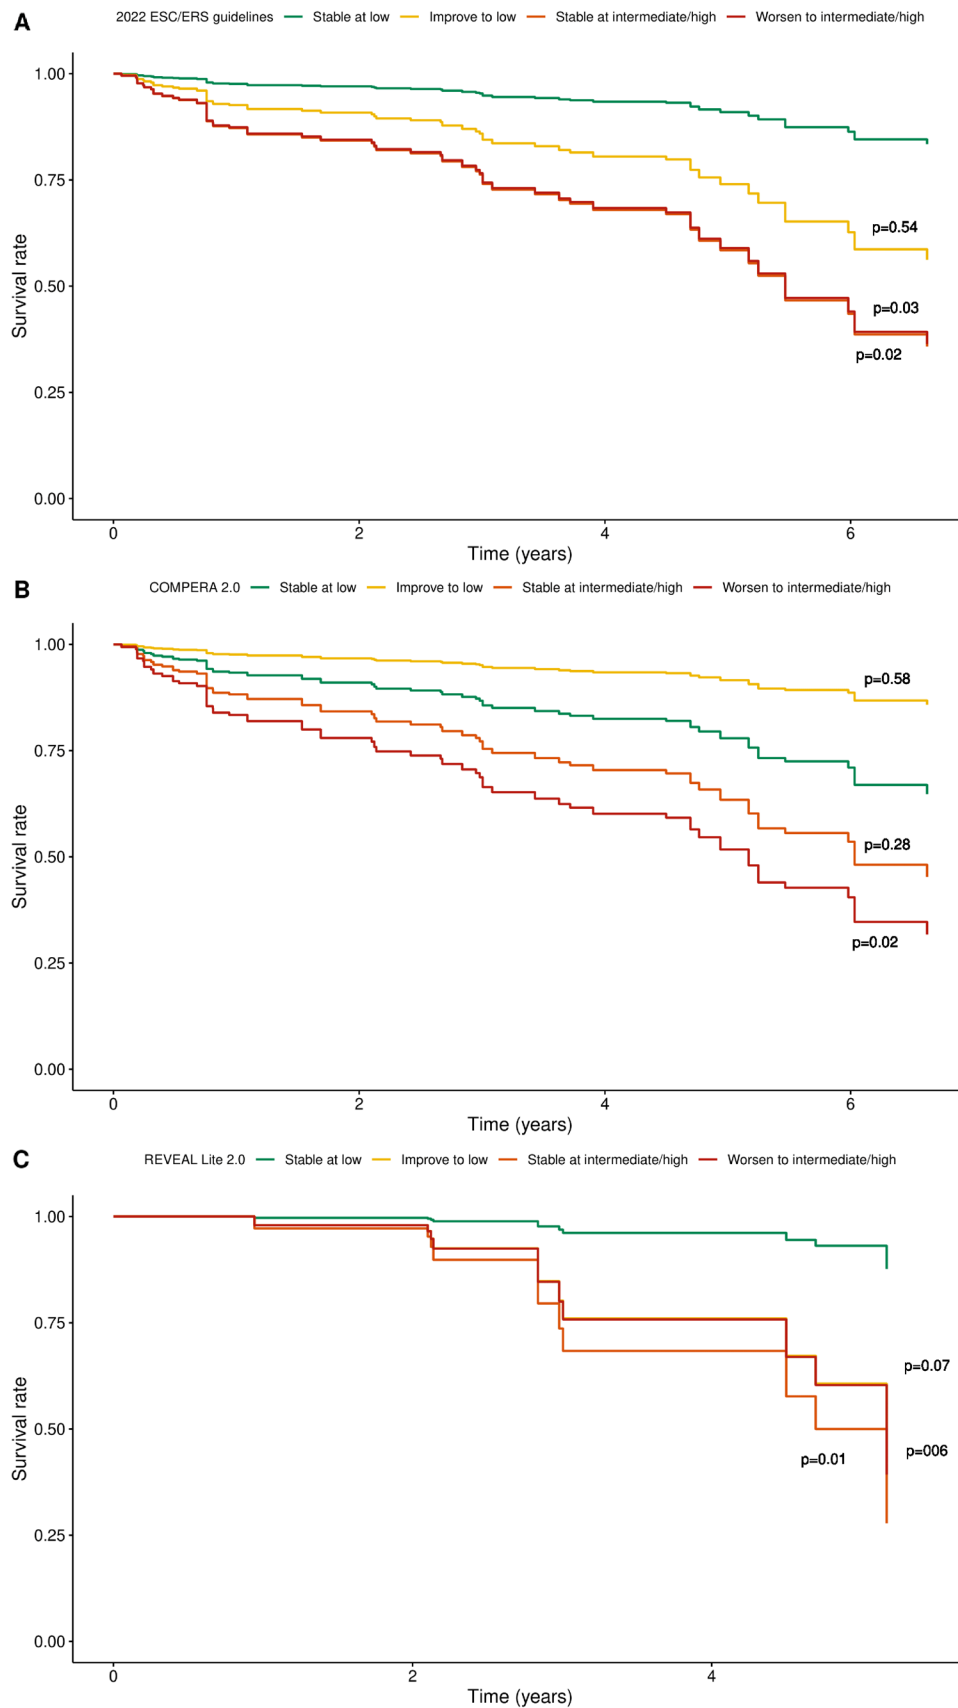 A
2022 ESC/ERS guidelines Stable at low Improve to low Stable at intermediate/high Worsen to intermediate/high
1.00
0.75
0.50
0.25
0.00
Survival rate
p=0.54
p=0.03
p=0.02
0 2 4 6
Time (years)
B
COMPERA 2.0 Stable at low Improve to low Stable at intermediate/high Worsen to intermediate/high
1.00
0.75
0.50
0.25
0.00
Survival rate
p=0.58
p=0.28
p=0.02
0 2 4 6
Time (years)
C
REVEAL Lite 2.0 Stable at low Improve to low Stable at intermediate/high Worsen to intermediate/high
1.00
0.75
0.50
0.25
0.00
Survival rate
p=0.07
p=006
p=0.01
0 2 4
Time (years)